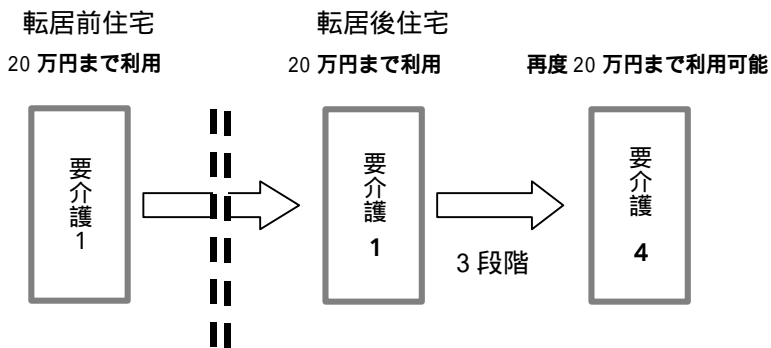 転居前住宅
転居後住宅
20 万円まで利用
20 万円まで利用
再度 20 万円まで利用可能
要介護1
要介護1
要介護4
3 段階